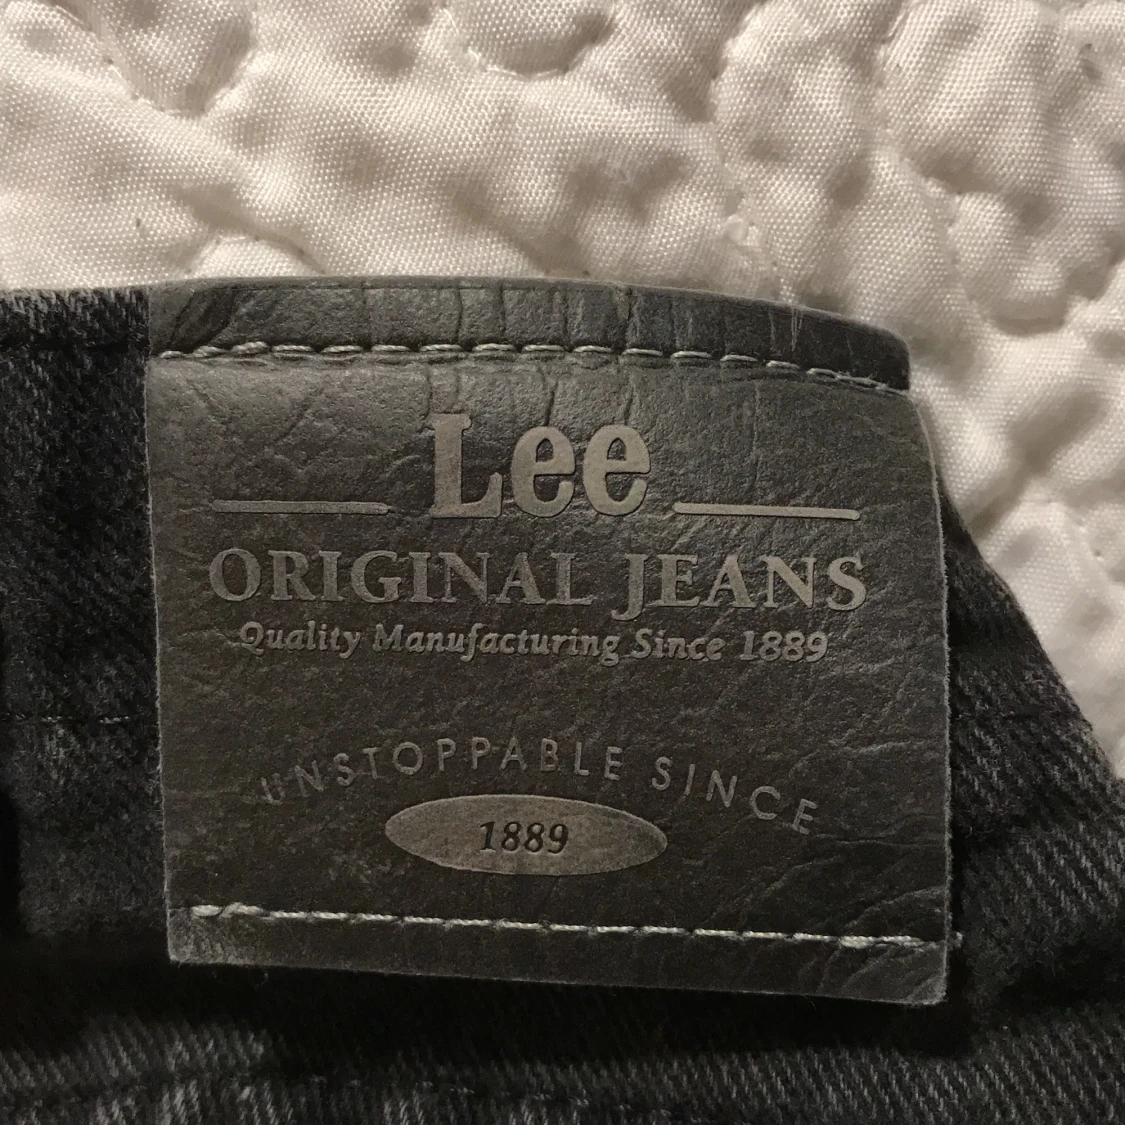 Lee
ORIGINAL JEANS
Quality Manufacturing Since 1889
UNSTOPPABLE SINCE
1889